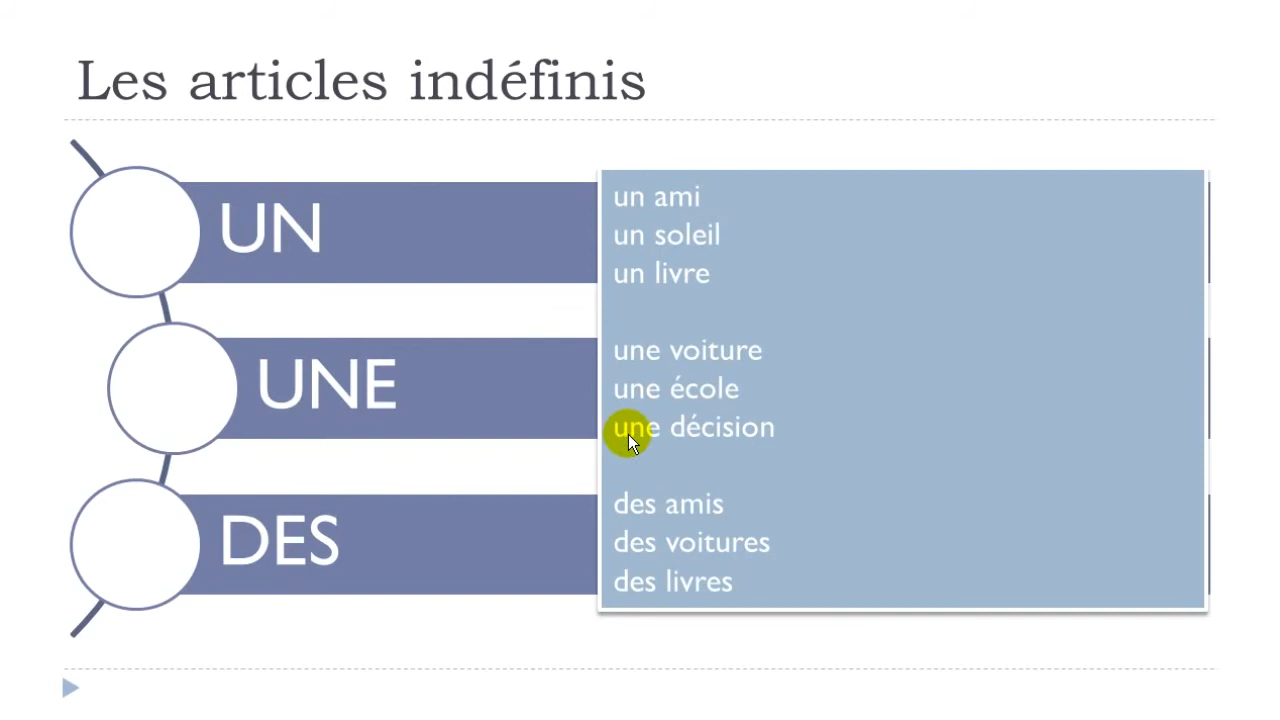 Les articles indéfinis
UN
un ami
un soleil
un livre
UNE
une voiture
une école
une décision
DES
des amis
des voitures
des livres